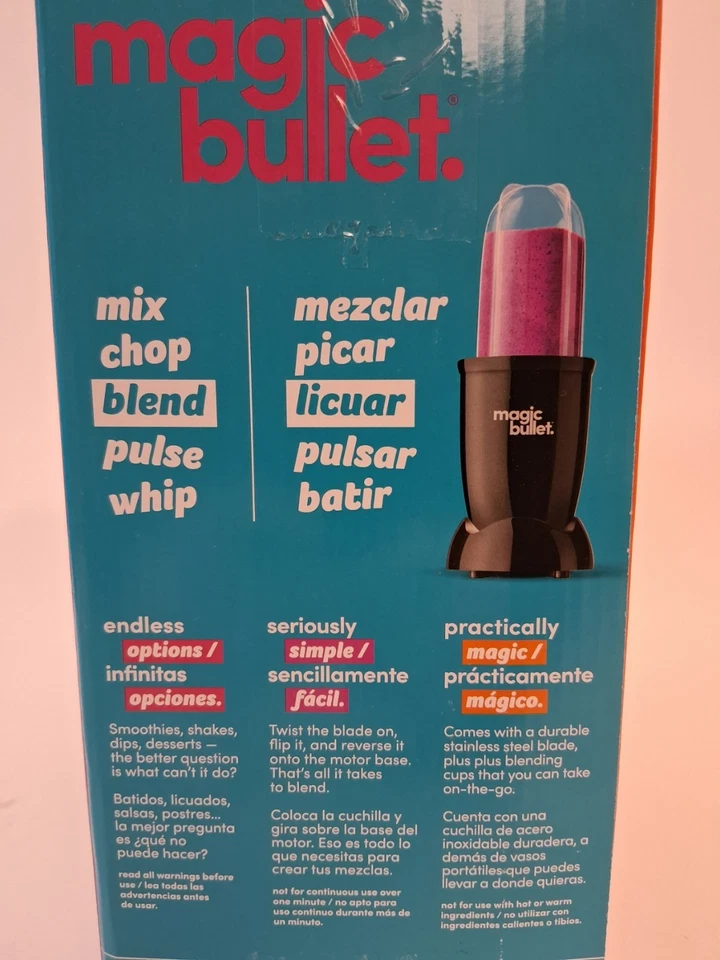 magic
bullet.®
mix
chop
blend
pulse
whip
mezclar
picar
licuar
pulsar
batir
magic
bullet.
endless
options /
infinitas
opciones.
Smoothies, shakes,
dips, desserts —
the better question
is what can't it do?
Batidos, licuados,
salsas, postres...
la mejor pregunta
es ¿qué no
puede hacer?
read all warnings before
use / lea todas las
advertencias antes
de usar.
seriously
simple /
sencillamente
fácil.
Twist the blade on,
flip it, and reverse it
onto the motor base.
That's all it takes
to blend.
Coloca la cuchilla y
gira sobre la base del
motor. Eso es todo lo
que necesitas para
crear tus mezclas.
not for continuous use over
one minute / no apto para
uso continuo durante más de
un minuto.
practically
magic /
prácticamente
mágico.
Comes with a durable
stainless steel blade,
plus plus blending
cups that you can take
on-the-go.
Cuenta con una
cuchilla de acero
inoxidable duradera, a
demás de vasos
portátiles que puedes
llevar a donde quieras.
not for use with hot or warm
ingredients / no utilizar con
ingredientes calientes o tibios.